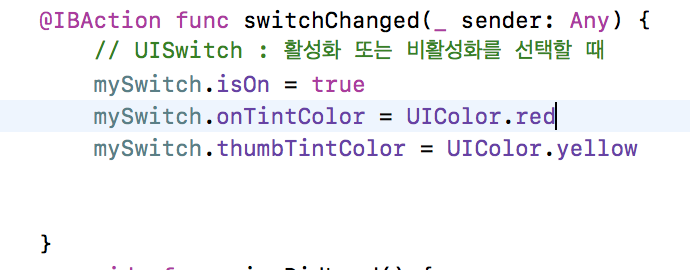 @IBAction func switchChanged(_ sender: Any) {
// UISwitch : 활성화 또는 비활성화를 선택할 때
mySwitch.isOn = true
mySwitch.onTintColor = UIColor.red
mySwitch.thumbTintColor = UIColor.yellow
}